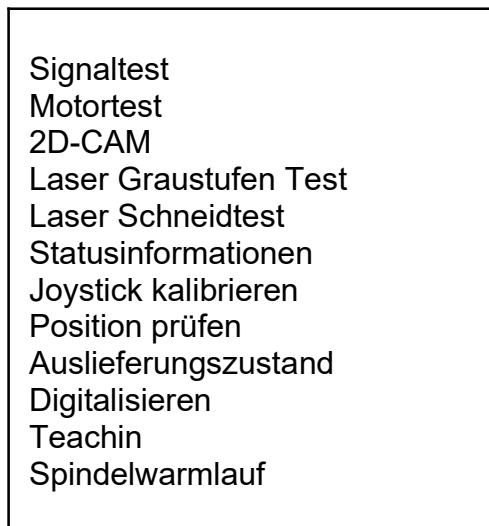 Signaltest
Motortest
2D-CAM
Laser Graustufen Test
Laser Schneidtest
Statusinformationen
Joystick kalibrieren
Position prüfen
Auslieferungszustand
Digitalisieren
Teachin
Spindelwarmlauf